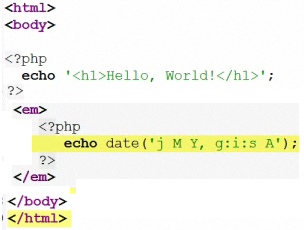 <html>
<body>
<?php
echo '<h1>Hello, World!</h1>';
?>
<em>
<?php
echo date('j M Y, g:i:s A');
?>
</em>
</body>
</html>